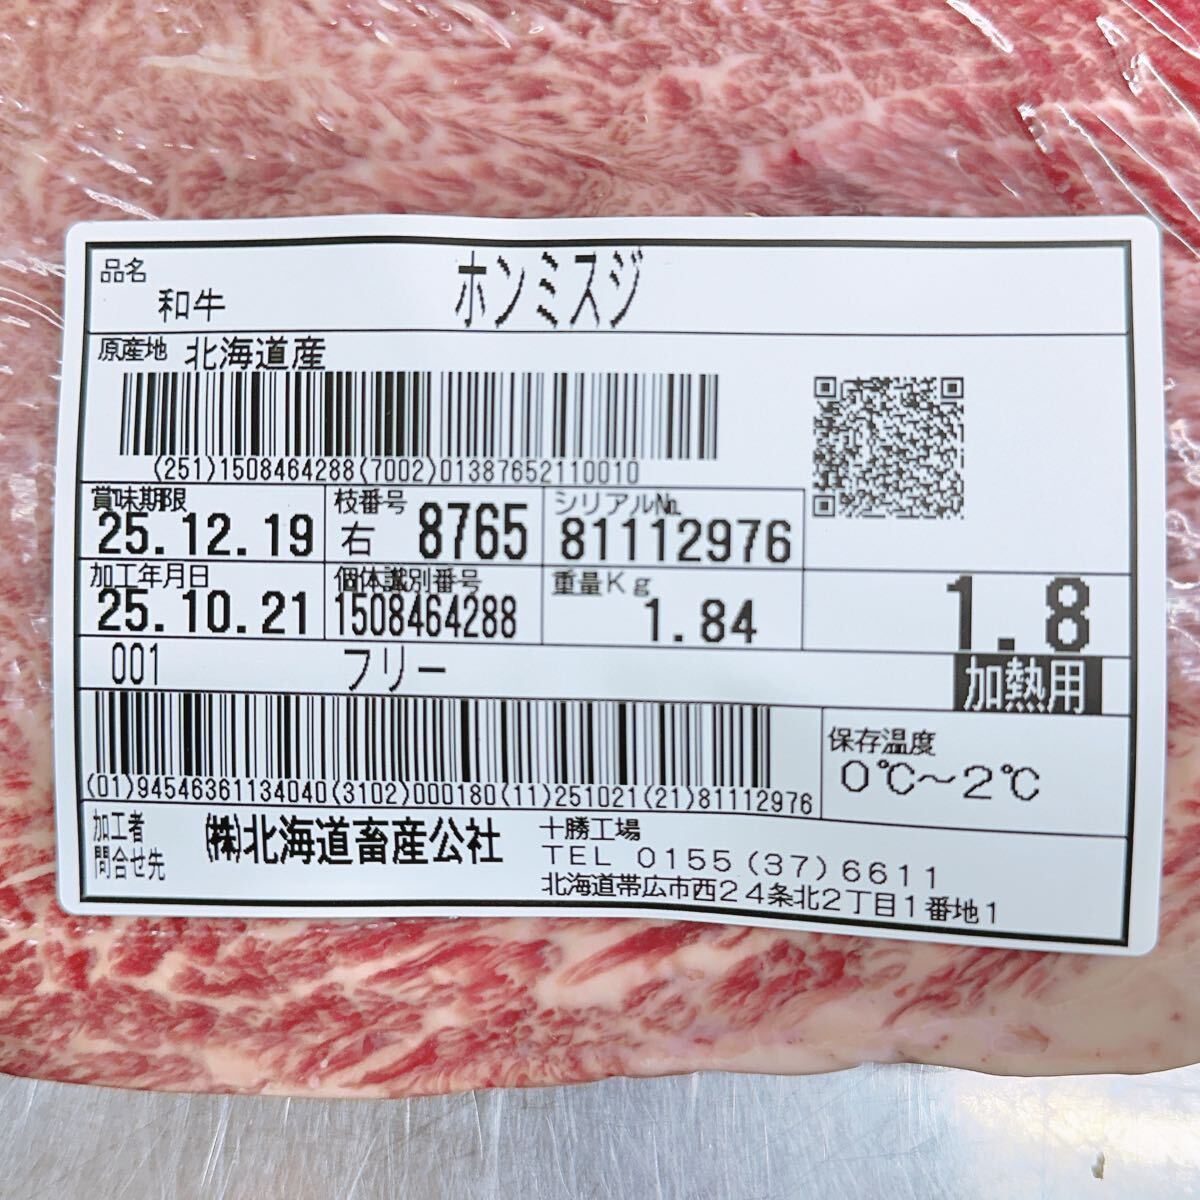 品名
和牛 ホンミスジ
原産地 北海道産
(251)1508464288(7002)01387652110010
賞味期限 枝番号 シリアル№
25.12.19 右 8765 81112976
加工年月日 個体識別番号 重量Kg
25.10.21 1508464288 1.84 1.8
001 フリー 加熱用
保存温度
0℃～2℃
(01)94546361134040(3102)000180(11)251021(21)81112976
加工者 ㈱北海道畜産公社 十勝工場
問合せ先 TEL 0155(37)6611
北海道帯広市西24条北2丁目1番地1